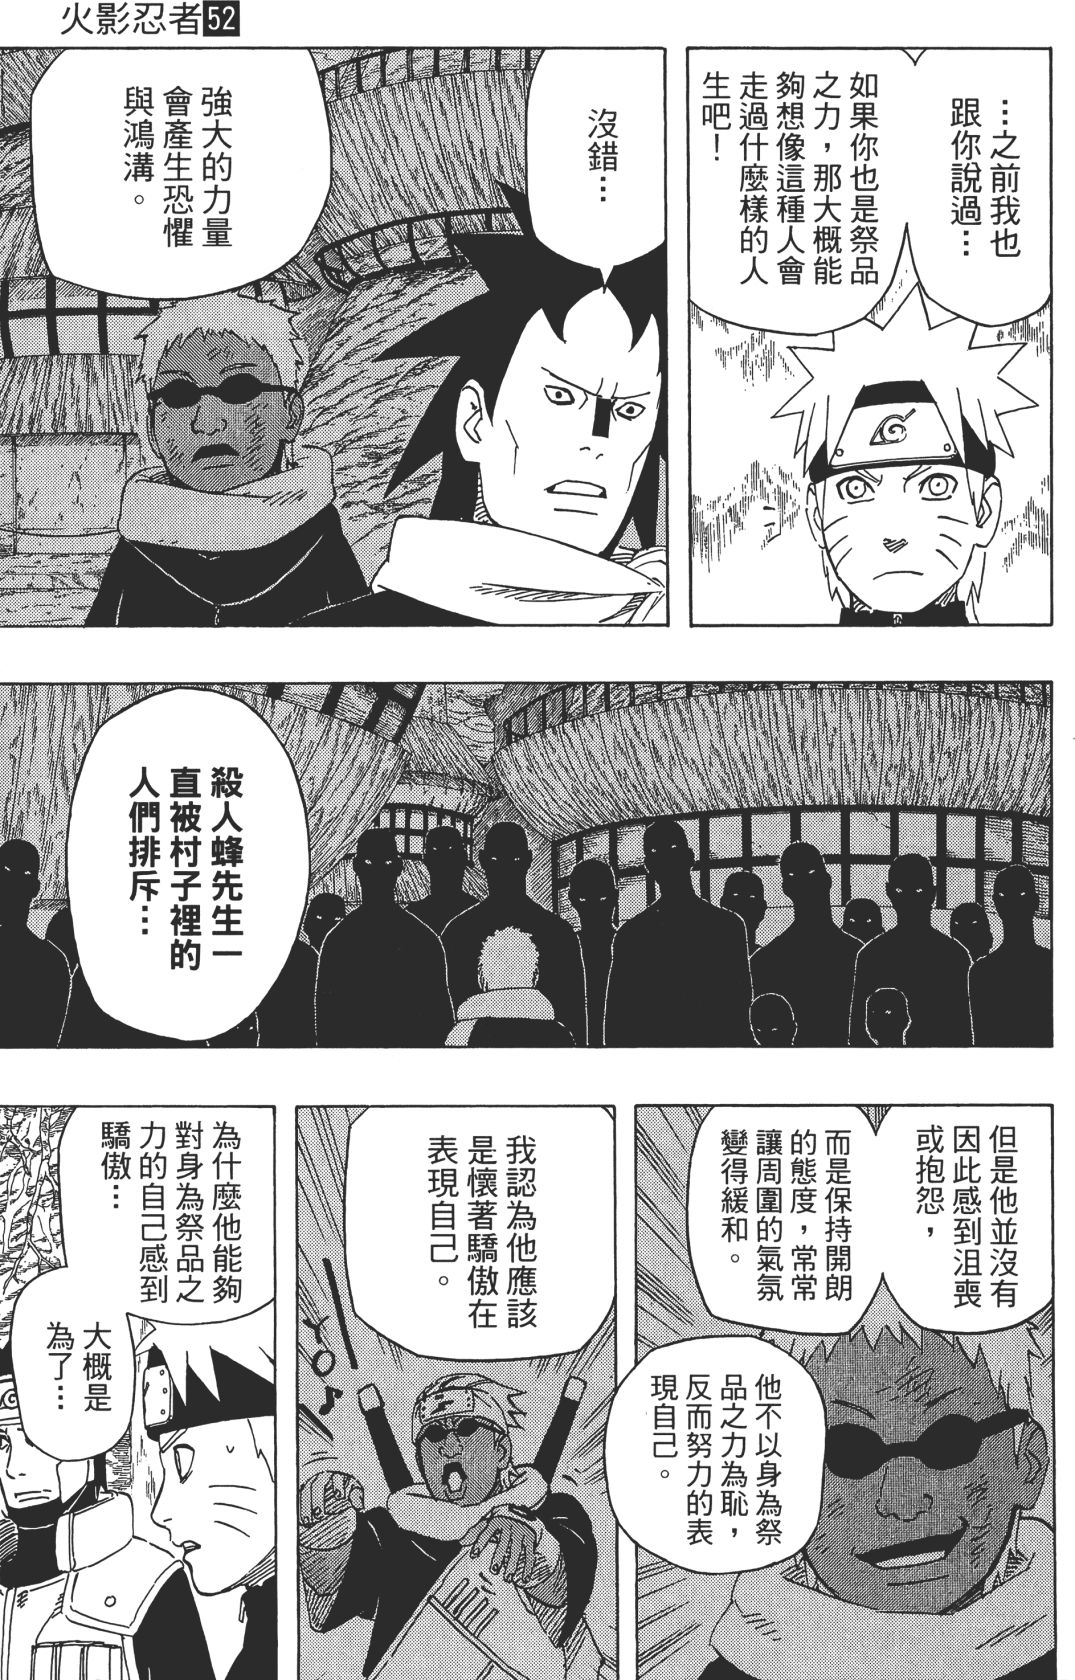 火影忍者52
…之前我也
跟你說過…
如果你也是祭品
之力，那大概能
夠想像這種人會
走過什麼樣的人
生吧！
沒錯…
強大的力量
會產生恐懼
與鴻溝。
殺人蜂先生一
直被村子裡的
人們排斥…
但是他並沒有
因此感到沮喪
或抱怨，
而是保持開朗
的態度，常常
讓周圍的氣氛
變得緩和。
他不以身為祭
品之力為恥，
反而努力的表
現自己。
我認為他應該
是懷著驕傲在
表現自己。
YO♪
為什麼他能夠
對身為祭品之
力的自己感到
驕傲…
大概是
為了…